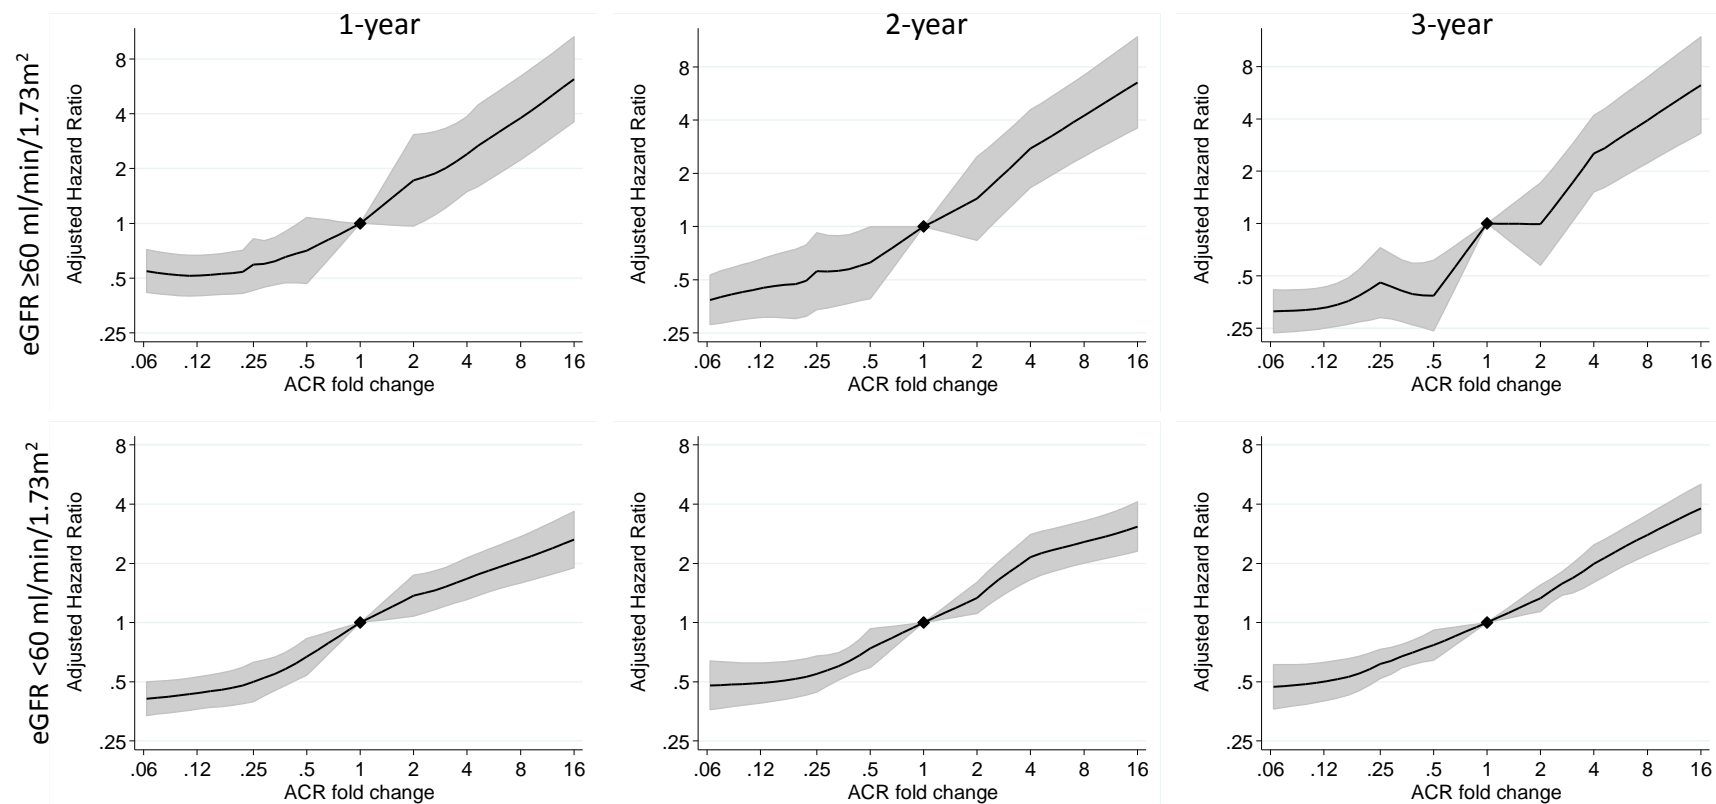 1-year
2-year
3-year
eGFR ≥60 ml/min/1.73m²
Adjusted Hazard Ratio
8
4
2
1
.5
.25
.06 .12 .25 .5 1 2 4 8 16
ACR fold change
Adjusted Hazard Ratio
8
4
2
1
.5
.25
.06 .12 .25 .5 1 2 4 8 16
ACR fold change
Adjusted Hazard Ratio
8
4
2
1
.5
.25
.06 .12 .25 .5 1 2 4 8 16
ACR fold change
eGFR <60 ml/min/1.73m²
Adjusted Hazard Ratio
8
4
2
1
.5
.25
.06 .12 .25 .5 1 2 4 8 16
ACR fold change
Adjusted Hazard Ratio
8
4
2
1
.5
.25
.06 .12 .25 .5 1 2 4 8 16
ACR fold change
Adjusted Hazard Ratio
8
4
2
1
.5
.25
.06 .12 .25 .5 1 2 4 8 16
ACR fold change